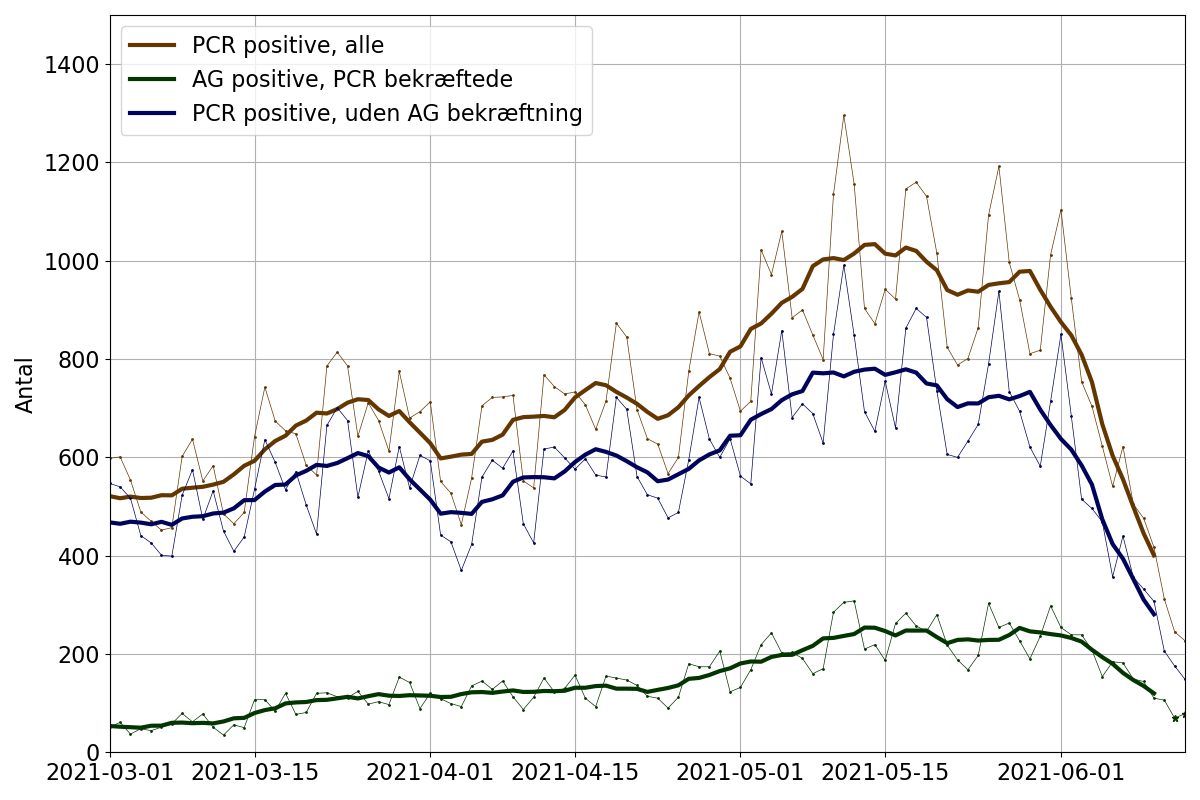 PCR positive, alle
AG positive, PCR bekræftede
PCR positive, uden AG bekræftning
Antal
1400
1200
1000
800
600
400
200
0
2021-03-01 2021-03-15 2021-04-01 2021-04-15 2021-05-01 2021-05-15 2021-06-01